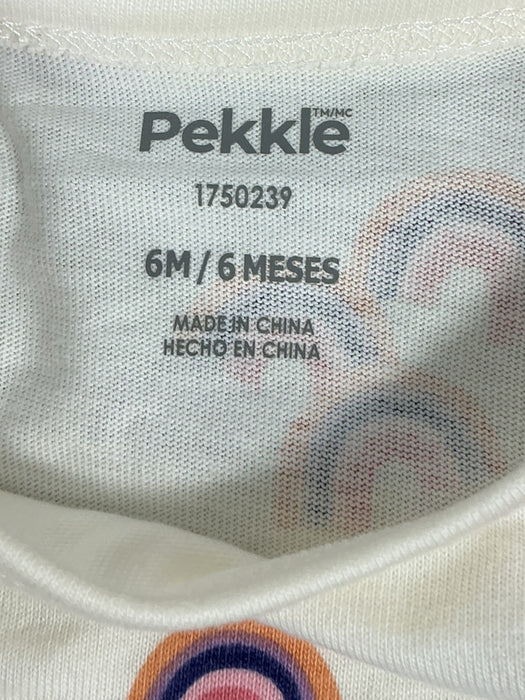 Pekkle TM/MC
1750239
6M / 6 MESES
MADE IN CHINA
HECHO EN CHINA